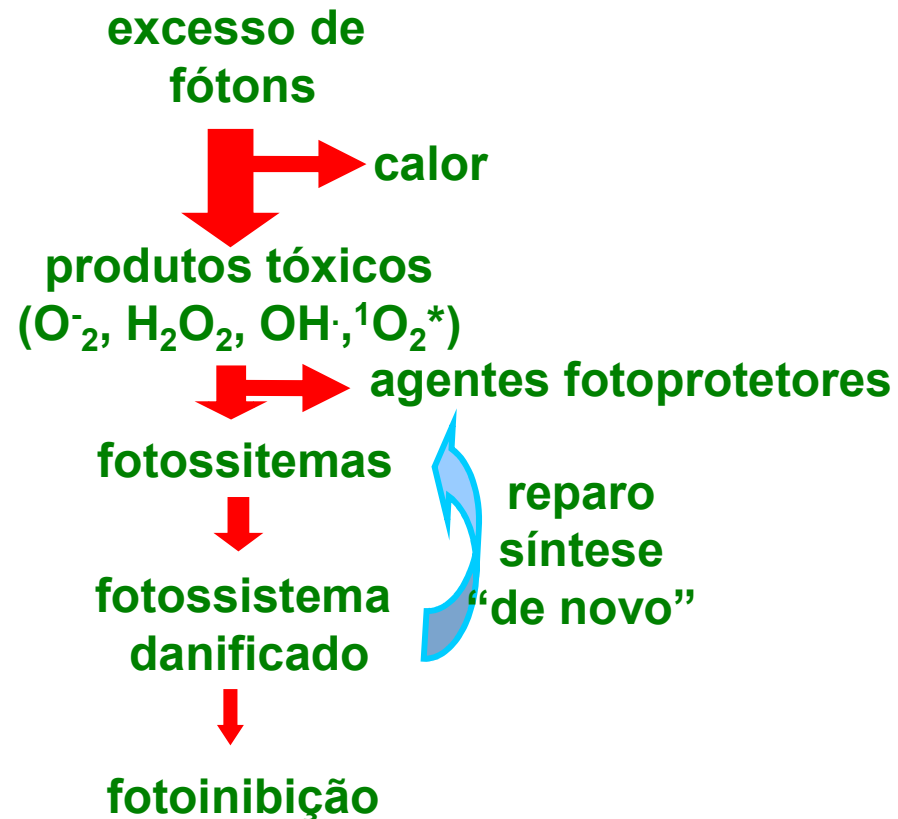 excesso de
fótons
calor
produtos tóxicos
(O⁻₂, H₂O₂, OH·,¹O₂*)
agentes fotoprotetores
fotossitemas
reparo
síntese
“de novo”
fotossistema
danificado
fotoinibição